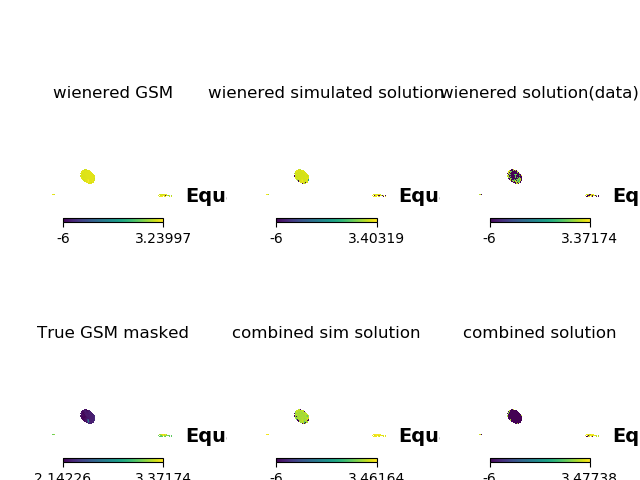 wienered GSM wienered simulated solution wienered solution(data)
Equ Equ Eq
-6 3.23997 -6 3.40319 -6 3.37174
True GSM masked combined sim solution combined solution
Equ Equ Eq
2.14226 3.37174 -6 3.46164 -6 3.47738